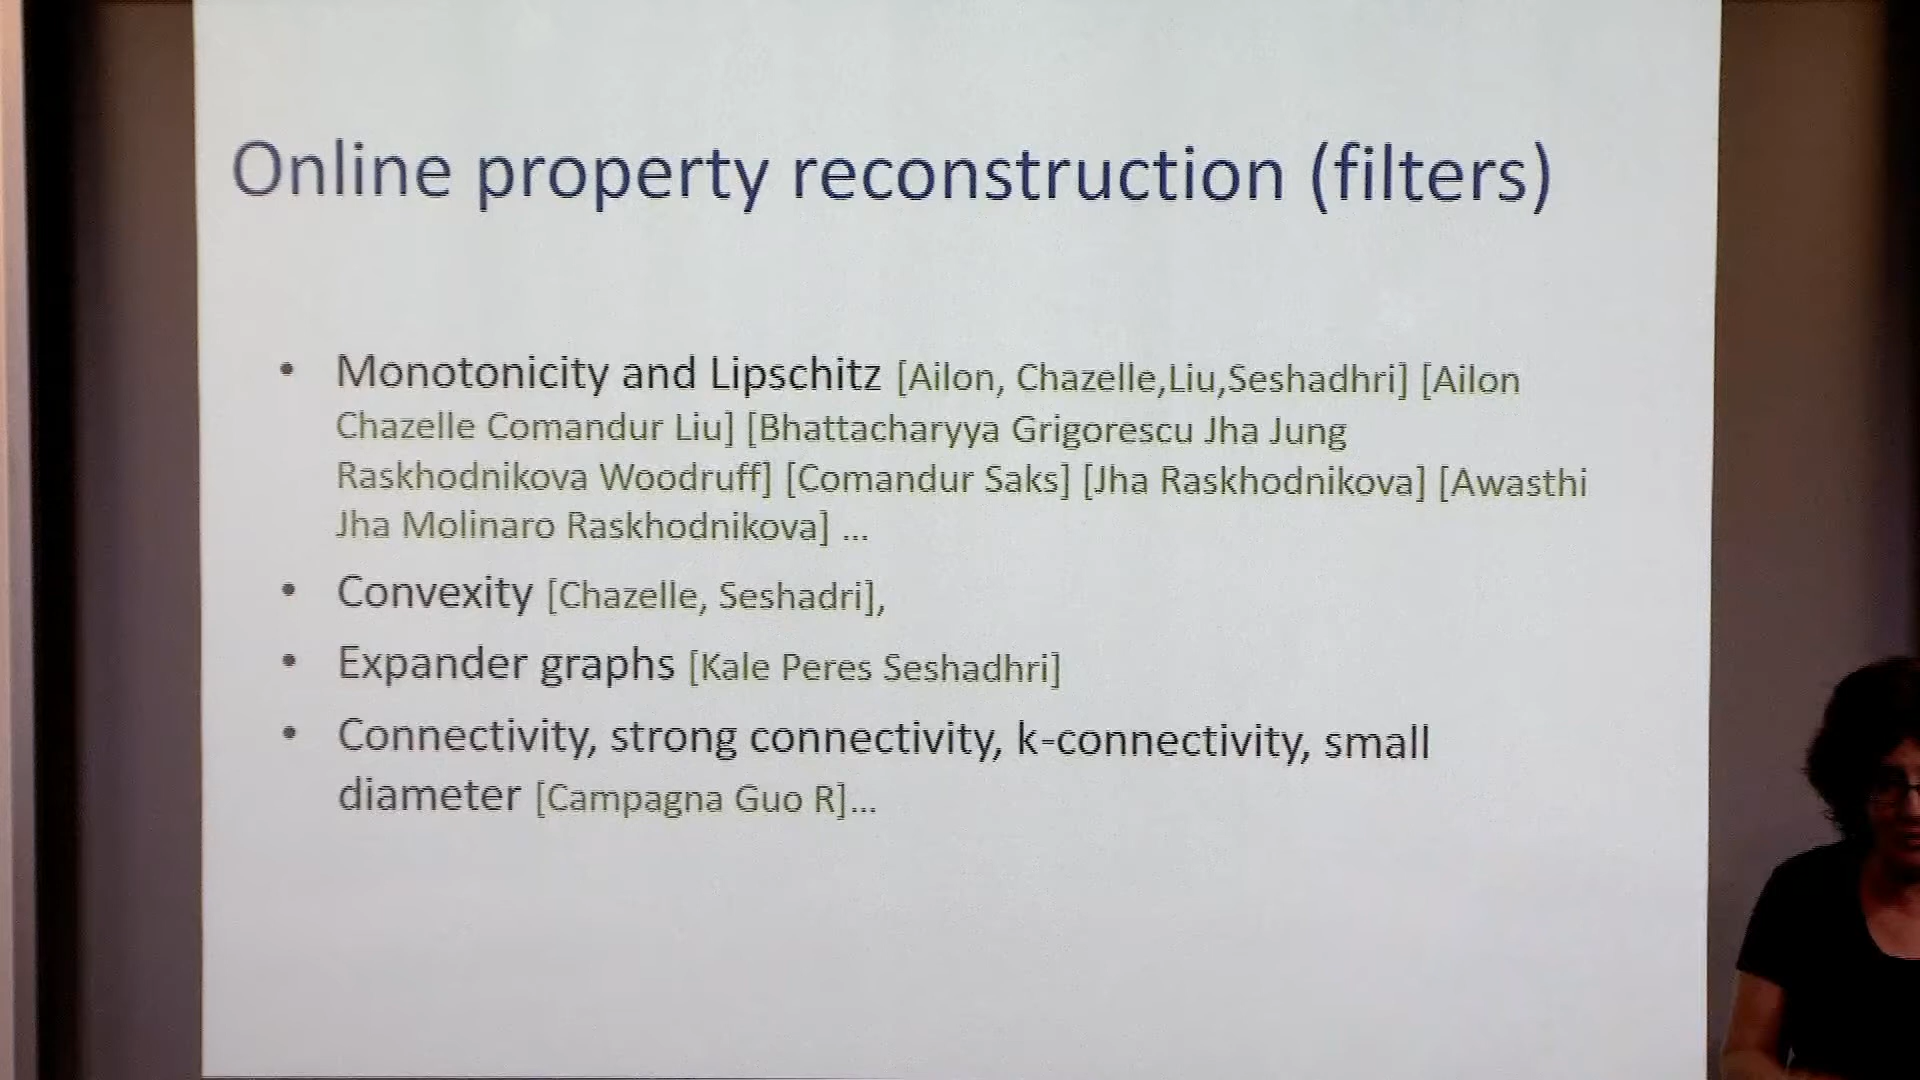 Online property reconstruction (filters)
• Monotonicity and Lipschitz [Ailon, Chazelle,Liu,Seshadhri] [Ailon
Chazelle Comandur Liu] [Bhattacharyya Grigorescu Jha Jung
Raskhodnikova Woodruff] [Comandur Saks] [Jha Raskhodnikova] [Awasthi
Jha Molinaro Raskhodnikova] ...
• Convexity [Chazelle, Seshadri],
• Expander graphs [Kale Peres Seshadhri]
• Connectivity, strong connectivity, k-connectivity, small
diameter [Campagna Guo R]...